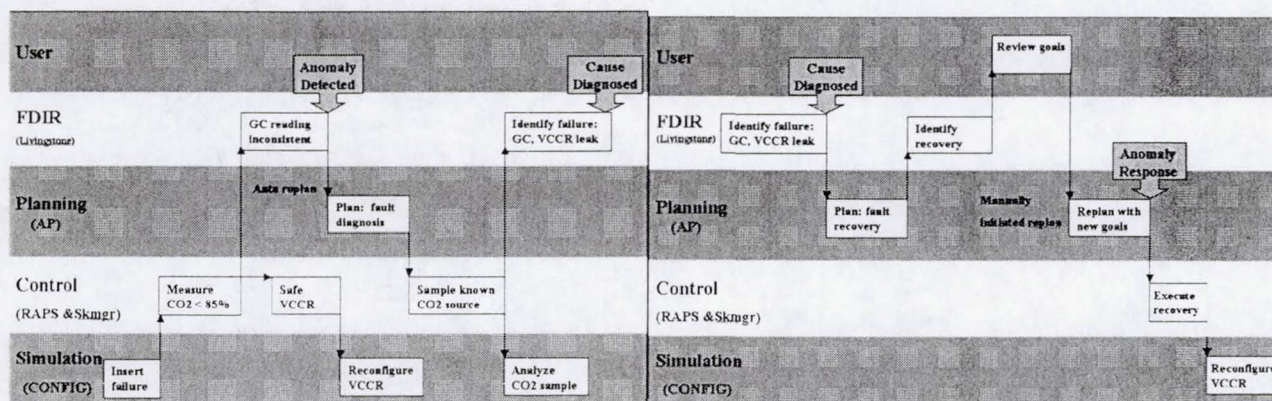 User
Anomaly
Detected
Cause
Diagnosed
FDIR
(Livingstone)
GC reading
inconsistent
Identify failure:
GC, VCCR leak
Planning
(AP)
Auto replan
Plan: fault
diagnosis
Control
(RAPS &Skmgr)
Measure
CO2 < 85%
Safe
VCCR
Sample known
CO2 source
Simulation
(CONFIG)
Insert
failure
Reconfigure
VCCR
Analyze
CO2 sample
User
Cause
Diagnosed
Review goals
FDIR
(Livingstone)
Identify failure:
GC, VCCR leak
Identify
recovery
Anomaly
Response
Planning
(AP)
Plan: fault
recovery
Manually
initiated replan
Replan with
new goals
Control
(RAPS &Skmgr)
Execute
recovery
Simulation
(CONFIG)
Reconfigure
VCCR